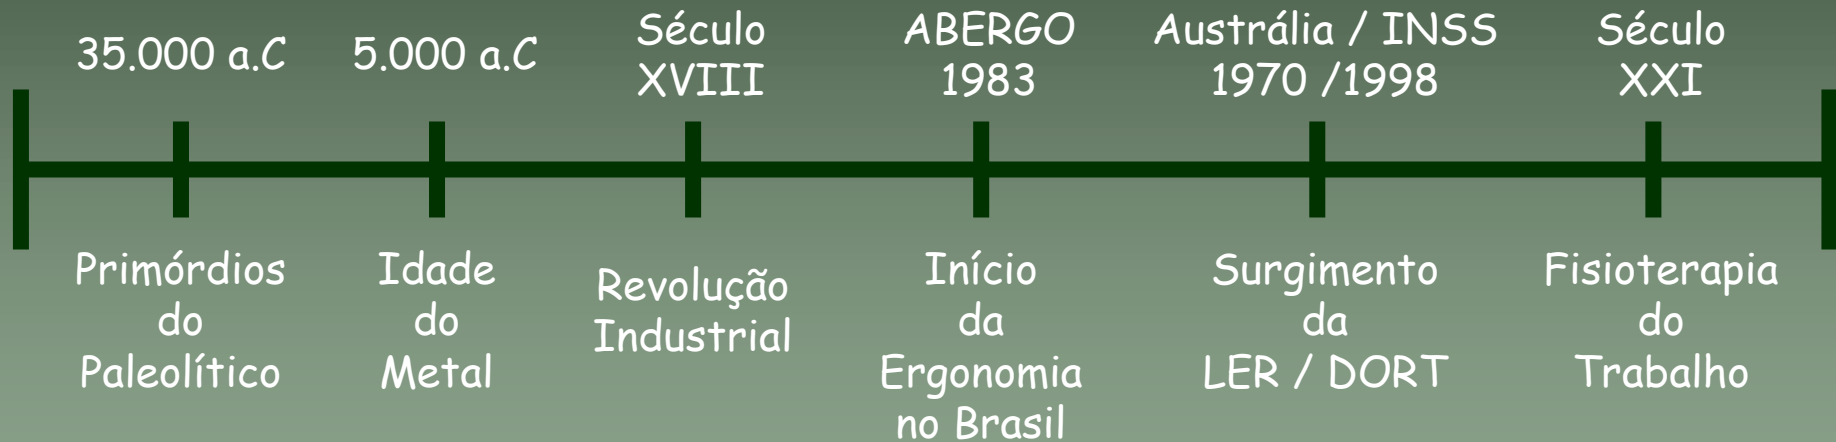 35.000 a.C
5.000 a.C
Século
XVIII
ABERGO
1983
Austrália / INSS
1970 /1998
Século
XXI
Primórdios
do
Paleolítico
Idade
do
Metal
Revolução
Industrial
Início
da
Ergonomia
no Brasil
Surgimento
da
LER / DORT
Fisioterapia
do
Trabalho